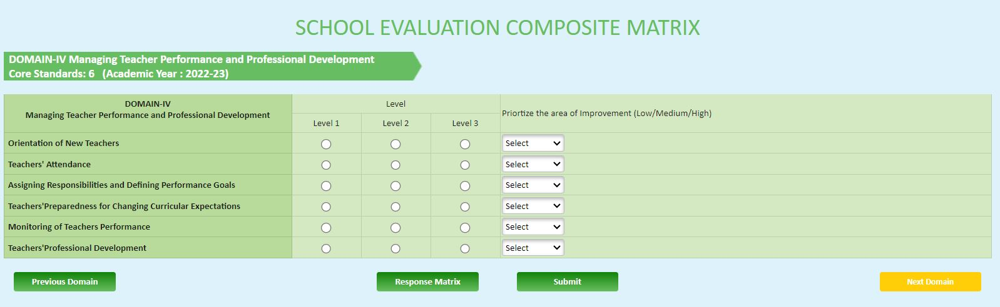 SCHOOL EVALUATION COMPOSITE MATRIX
DOMAIN-IV Managing Teacher Performance and Professional Development
Core Standards: 6 (Academic Year : 2022-23)
DOMAIN-IV
Managing Teacher Performance and Professional Development
Level
Priortize the area of Improvement (Low/Medium/High)
Level 1 Level 2 Level 3
Orientation of New Teachers Select
Teachers' Attendance Select
Assigning Responsibilities and Defining Performance Goals Select
Teachers'Preparedness for Changing Curricular Expectations Select
Monitoring of Teachers Performance Select
Teachers'Professional Development Select
Previous Domain Response Matrix Submit Next Domain